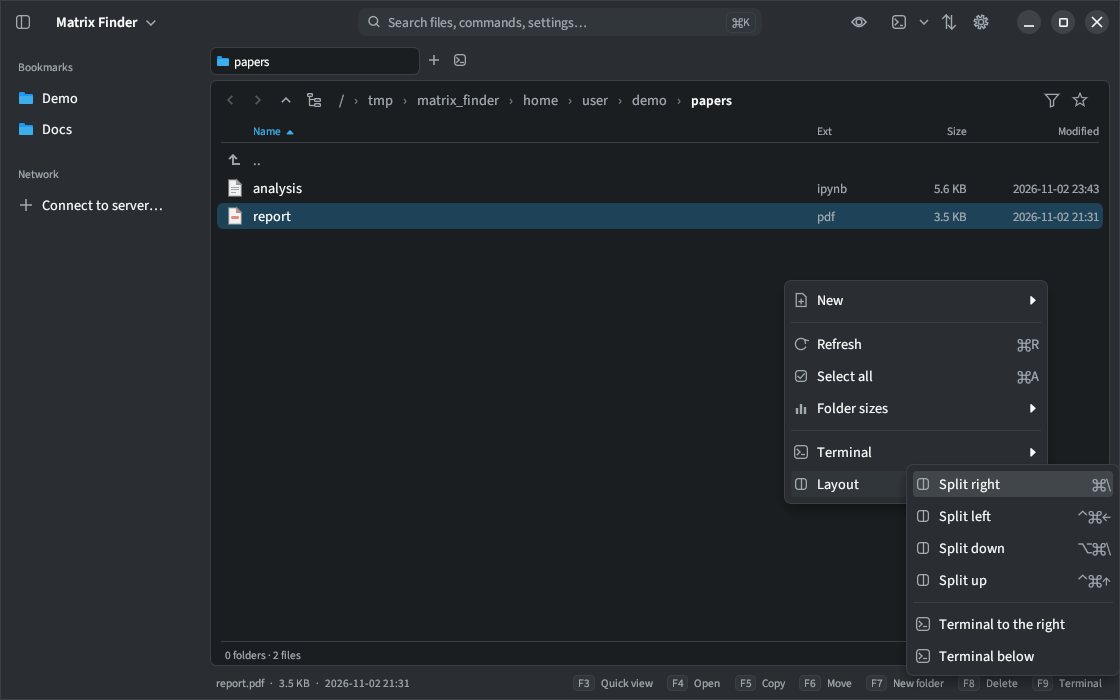 Matrix Finder
Search files, commands, settings… ⌘K
Bookmarks
Demo
Docs
Network
Connect to server…
papers
/ › tmp › matrix_finder › home › user › demo › papers
Name Ext Size Modified
..
analysis ipynb 5.6 KB 2026-11-02 23:43
report pdf 3.5 KB 2026-11-02 21:31
New
Refresh ⌘R
Select all ⌘A
Folder sizes
Terminal
Layout
Split right ⌘\
Split left ^⌘←
Split down ⌥⌘\
Split up ^⌘↑
Terminal to the right
Terminal below
0 folders · 2 files
report.pdf · 3.5 KB · 2026-11-02 21:31
F3 Quick view F4 Open F5 Copy F6 Move F7 New folder F8 Delete F9 Terminal